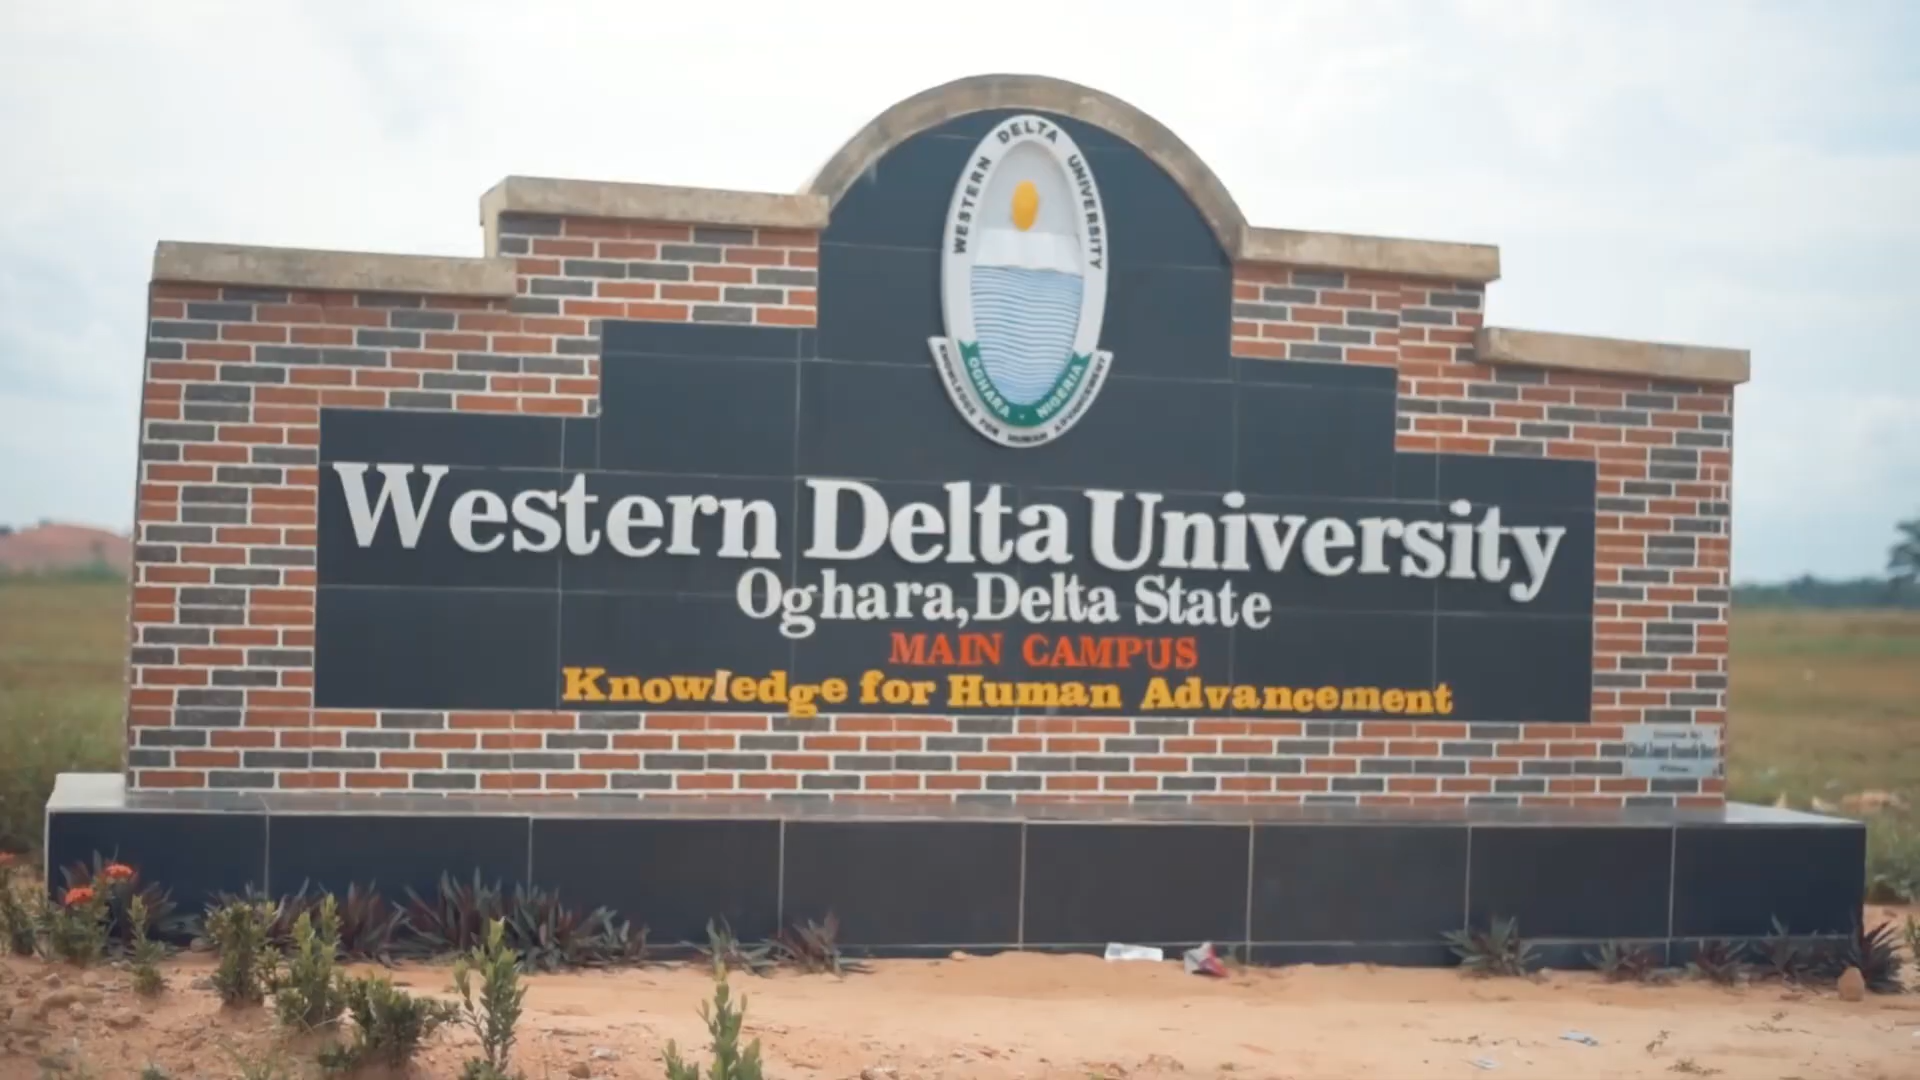 WESTERN DELTA UNIVERSITY
OGHARA · NIGERIA
KNOWLEDGE FOR HUMAN ADVANCEMENT
Western Delta University
Oghara, Delta State
MAIN CAMPUS
Knowledge for Human Advancement